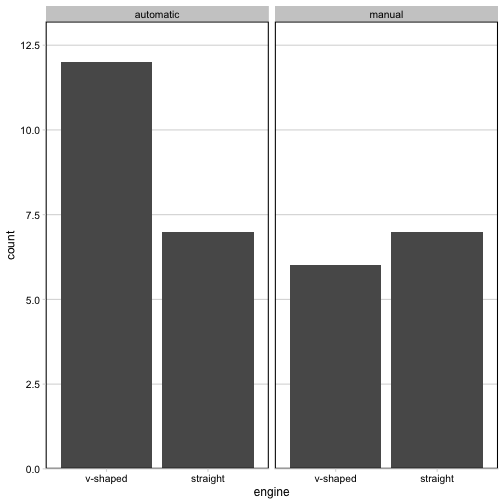 automatic
manual
12.5
10.0
7.5
5.0
2.5
0.0
count
v-shaped
straight
v-shaped
straight
engine